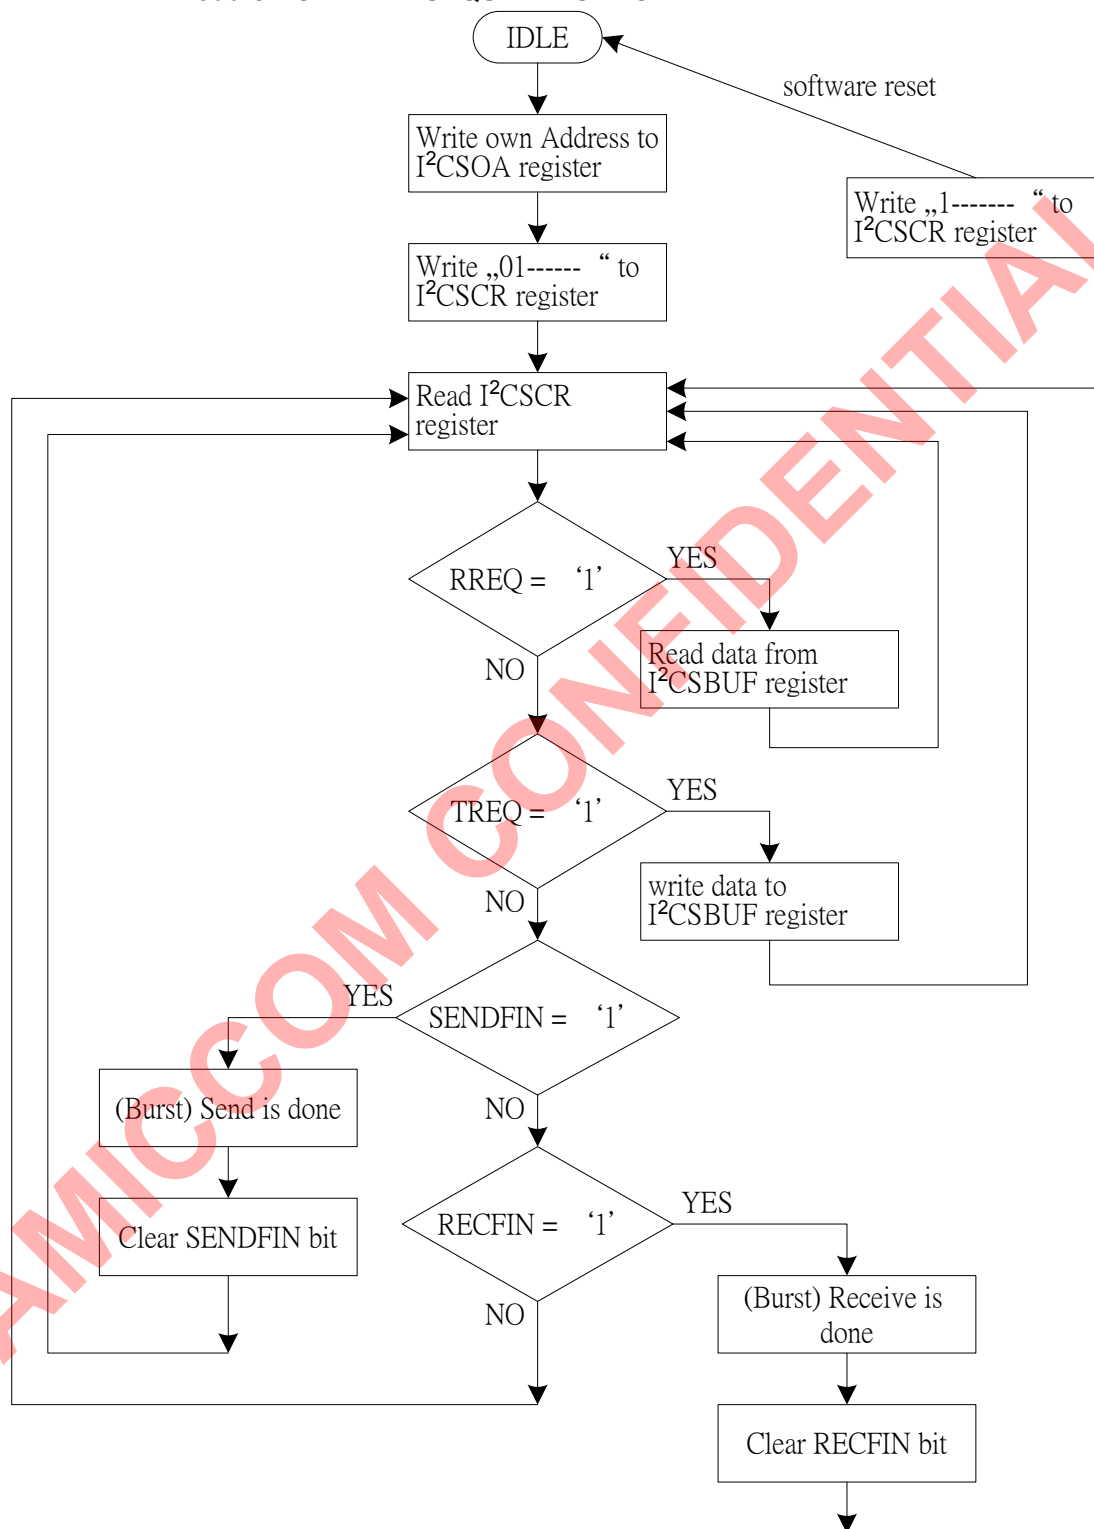 IDLE
software reset
Write own Address to
I²CSOA register
Write „1------- “ to
I²CSCR register
Write „01------ “ to
I²CSCR register
Read I²CSCR
register
RREQ = ‘1’
YES
NO
Read data from
I²CSBUF register
TREQ = ‘1’
YES
NO
write data to
I²CSBUF register
SENDFIN = ‘1’
YES
NO
(Burst) Send is done
Clear SENDFIN bit
RECFIN = ‘1’
YES
NO
(Burst) Receive is
done
Clear RECFIN bit
AMICCOM CONFIDENTIAL